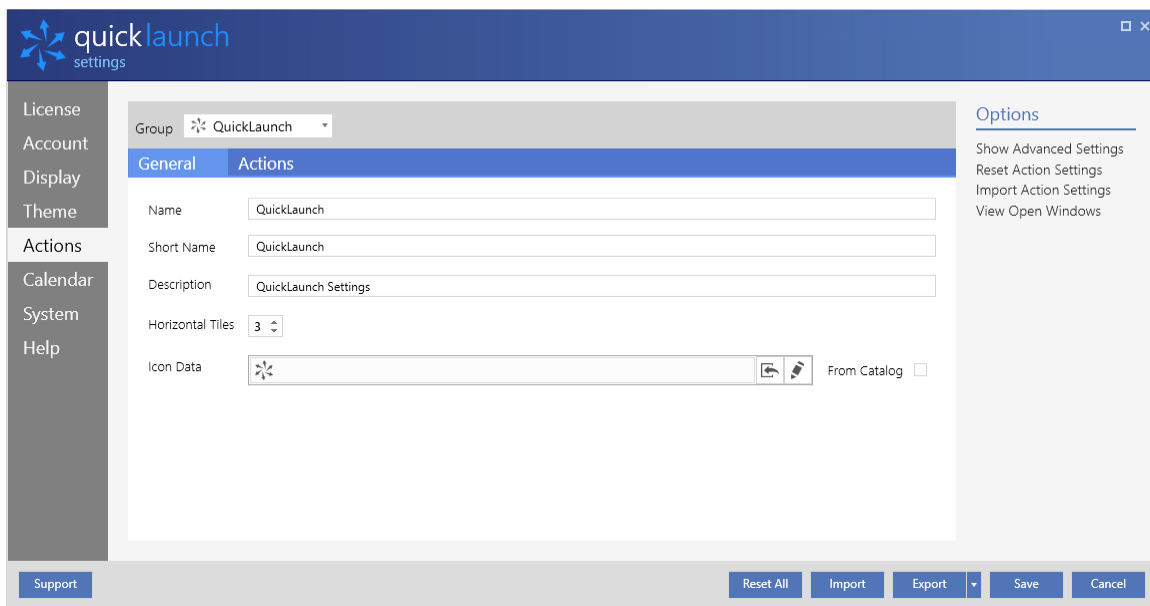 quicklaunch
settings
License
Account
Display
Theme
Actions
Calendar
System
Help
Group QuickLaunch
General Actions
Name QuickLaunch
Short Name QuickLaunch
Description QuickLaunch Settings
Horizontal Tiles 3
Icon Data From Catalog
Options
Show Advanced Settings
Reset Action Settings
Import Action Settings
View Open Windows
Support Reset All Import Export Save Cancel